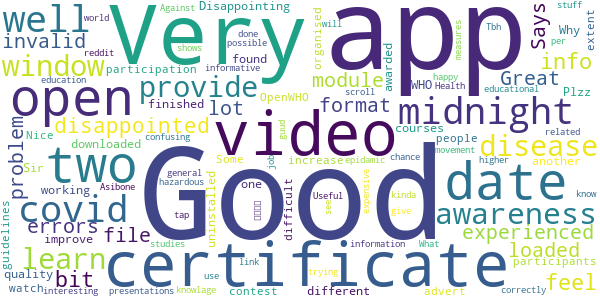 world
Against
Disappointing
well
Very
app
Says
stuff
reddit
shows
done
possible
organised
will
Tbh
extent
invalid
education
informative
measures
Why
per
window
participation
found
module
awarded
Great
info
open
finished
provide
lot
WHO
happy
Health
educational
Plzz
OpenWHO
scroll
format
midnight
problem
Nice
disappointed
downloaded
video
courses
Some
increase
guud
epidamic
people
chance
movement
related
disease
another
higher
Sir
two
Good
date
working
Asibone
uninstalled
general
hazardous
job
one
difficult
Useful
seel
expensive
kinda
give
know
covid
awareness
guidelines
errors
file
tap
experienced
improve
studies
confusing
information
What
loaded
participants
learn
bit
certificate
feel
quality
watch
link
use
trying
interesting
presentations
knowlage
contest
different
advert
correctly